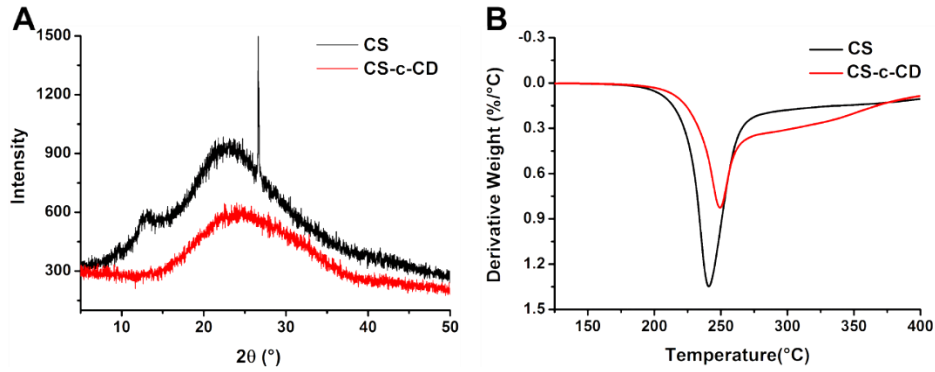 A
1500
1200
900
600
300
Intensity
CS
CS-c-CD
10
20
30
40
50
2θ (°)
B
-0.3
0.0
0.3
0.6
0.9
1.2
1.5
Derivative Weight (%/°C)
CS
CS-c-CD
150
200
250
300
350
400
Temperature(°C)